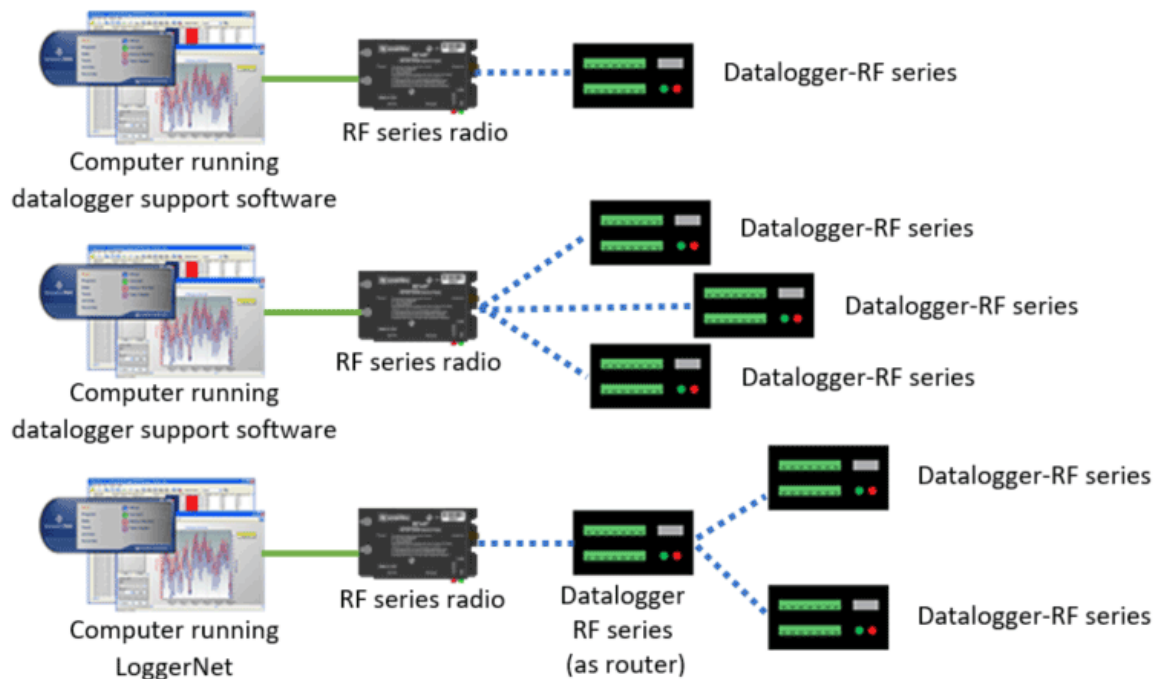 Datalogger-RF series
RF series radio
Computer running
datalogger support software
Datalogger-RF series
Datalogger-RF series
RF series radio
Datalogger-RF series
Computer running
datalogger support software
Datalogger-RF series
RF series radio
Datalogger
RF series
(as router)
Datalogger-RF series
Computer running
LoggerNet